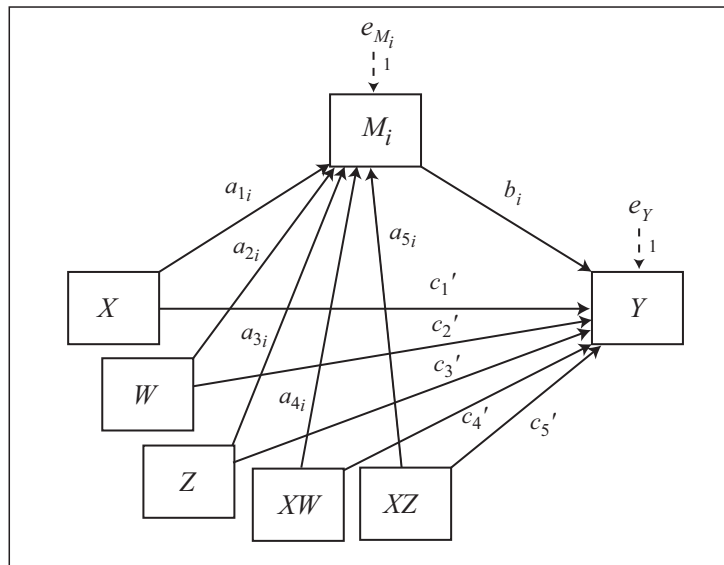 e_{M_i}
1
M_i
a_{1i}
b_i
e_Y
a_{2i}
a_{5i}
1
X
c_1'
Y
a_{3i}
c_2'
W
c_3'
a_{4i}
c_4'
c_5'
Z
XW
XZ